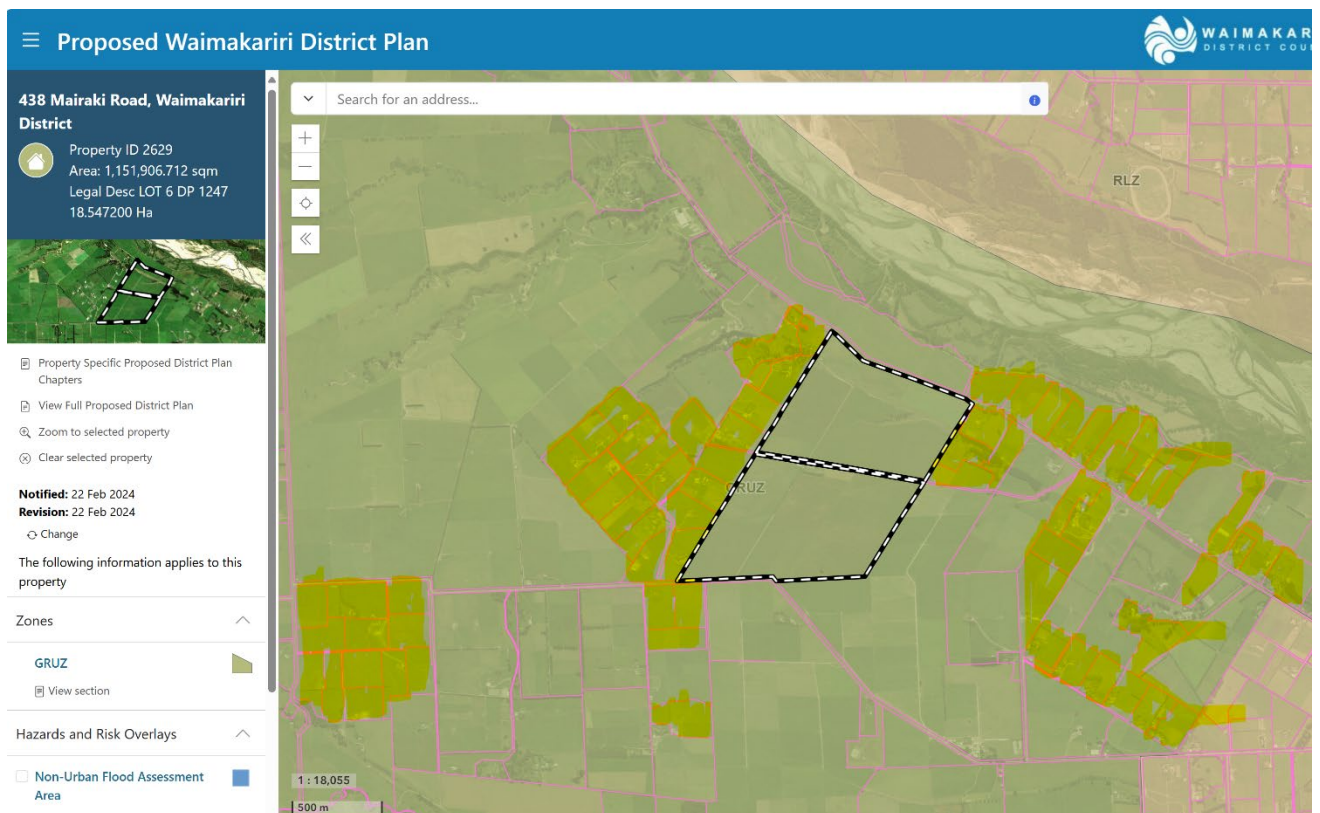 Proposed Waimakariri District Plan
WAIMAKAR
DISTRICT COU
438 Mairaki Road, Waimakariri
District
Property ID 2629
Area: 1,151,906.712 sqm
Legal Desc LOT 6 DP 1247
18.547200 Ha
Property Specific Proposed District Plan
Chapters
View Full Proposed District Plan
Zoom to selected property
Clear selected property
Notified: 22 Feb 2024
Revision: 22 Feb 2024
Change
The following information applies to this
property
Zones
GRUZ
View section
Hazards and Risk Overlays
Non-Urban Flood Assessment
Area
Search for an address...
RLZ
GRUZ
1 : 18,055
500 m